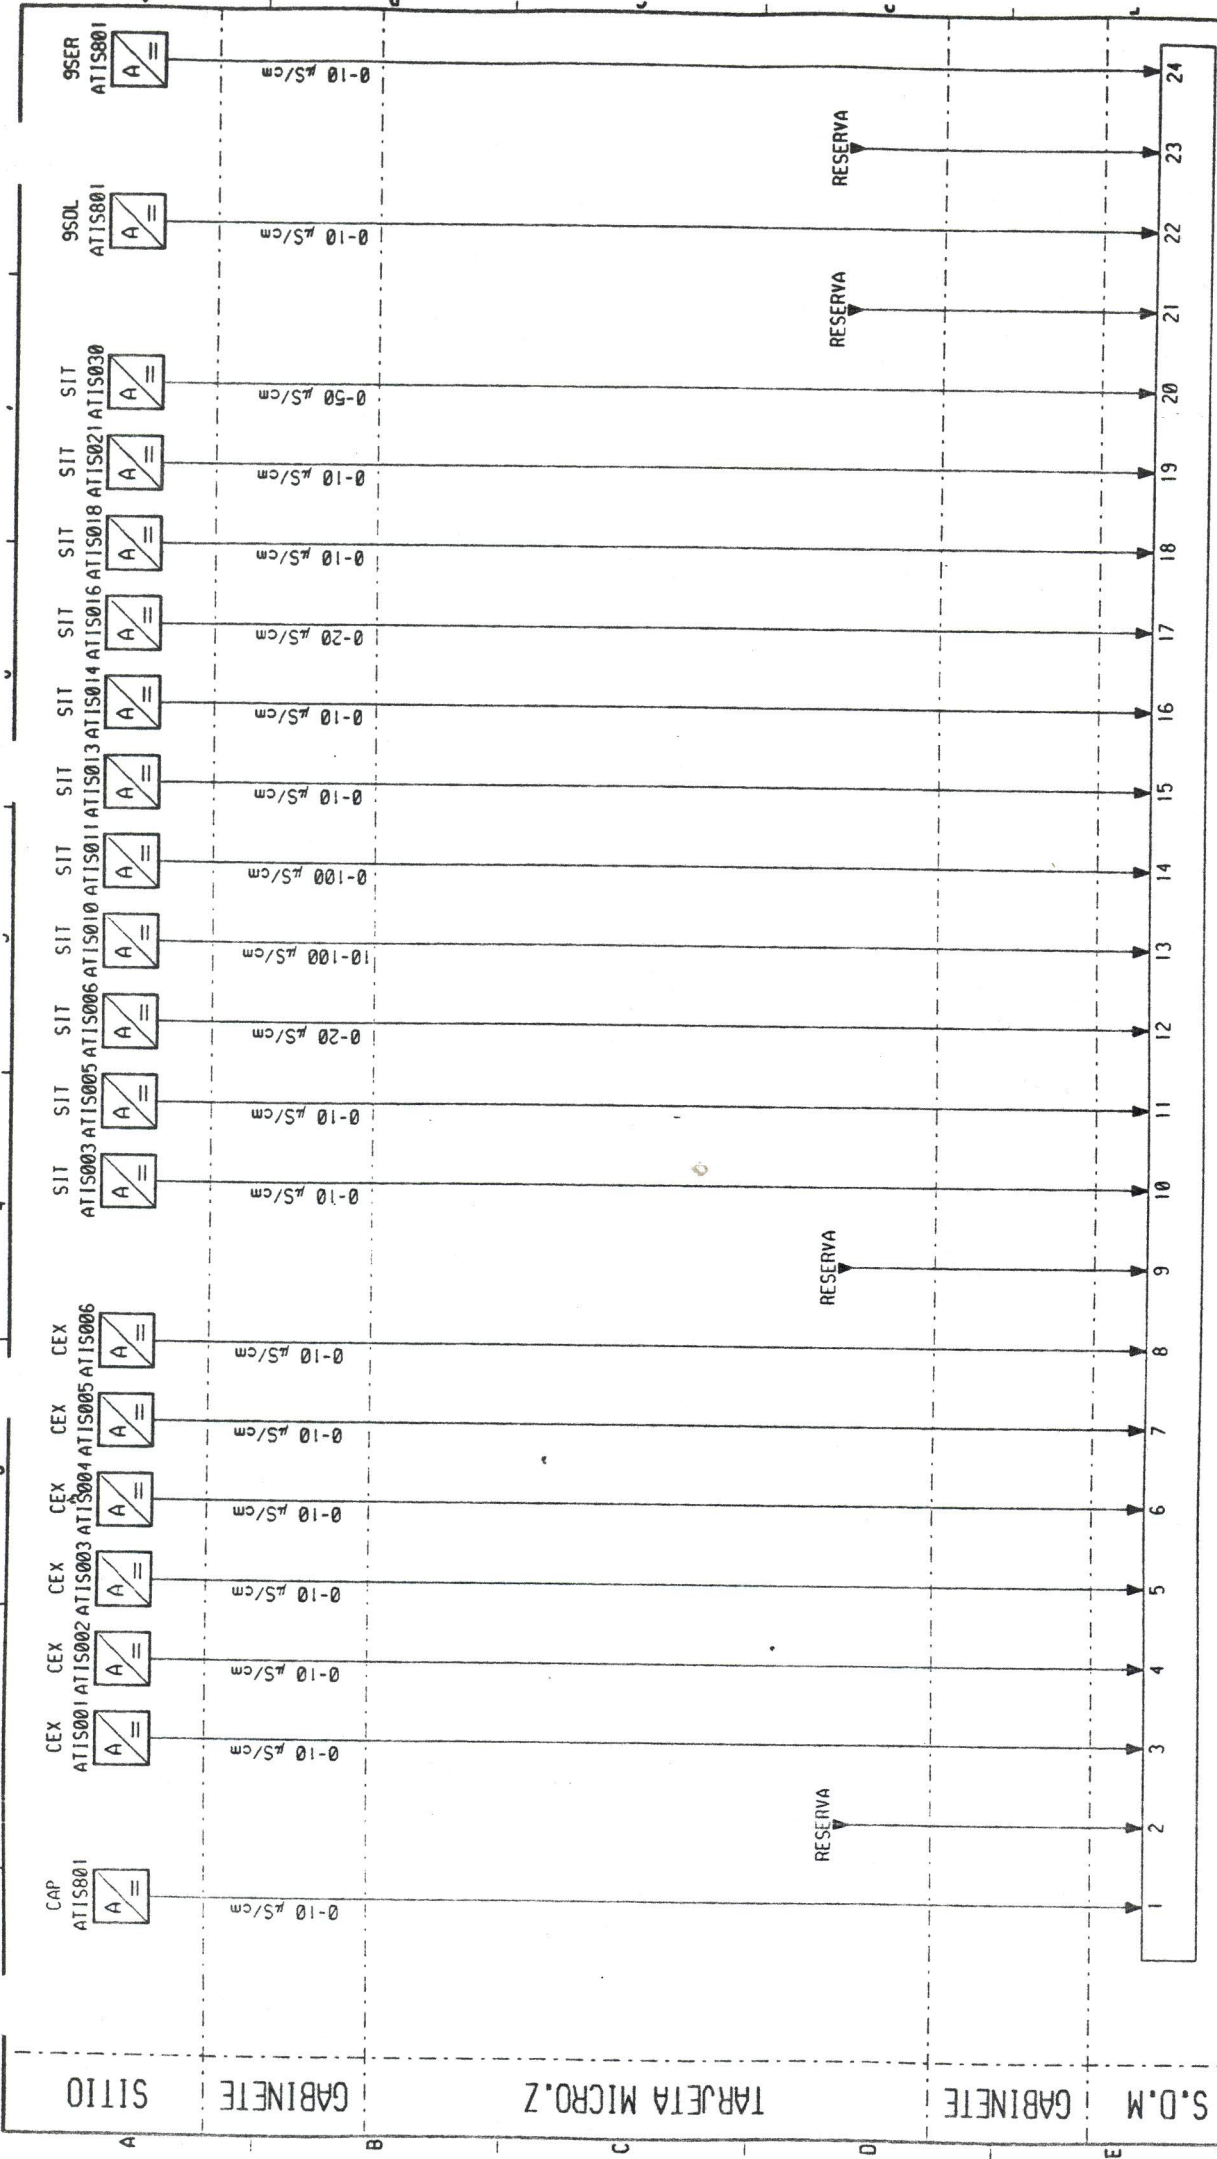 SITIO
GABINETE
TARJETA MICRO.Z
GABINETE
S.D.M
A
B
C
D
E
CAP
ATIS801
A
=
0-10 µS/cm
1
RESERVA
2
CEX
ATIS001
A
=
0-10 µS/cm
3
CEX
ATIS002
A
=
0-10 µS/cm
4
CEX
ATIS003
A
=
0-10 µS/cm
5
CEX
ATIS004
A
=
0-10 µS/cm
6
CEX
ATIS005
A
=
0-10 µS/cm
7
CEX
ATIS006
A
=
0-10 µS/cm
8
RESERVA
9
SIT
ATIS003
A
=
0-10 µS/cm
10
SIT
ATIS005
A
=
0-10 µS/cm
11
SIT
ATIS006
A
=
0-20 µS/cm
12
SIT
ATIS010
A
=
10-100 µS/cm
13
SIT
ATIS011
A
=
0-100 µS/cm
14
SIT
ATIS013
A
=
0-10 µS/cm
15
SIT
ATIS014
A
=
0-10 µS/cm
16
SIT
ATIS016
A
=
0-20 µS/cm
17
SIT
ATIS018
A
=
0-10 µS/cm
18
SIT
ATIS021
A
=
0-10 µS/cm
19
SIT
ATIS030
A
=
0-50 µS/cm
20
RESERVA
21
9SDL
ATIS801
A
=
0-10 µS/cm
22
RESERVA
23
9SER
ATIS801
A
=
0-10 µS/cm
24